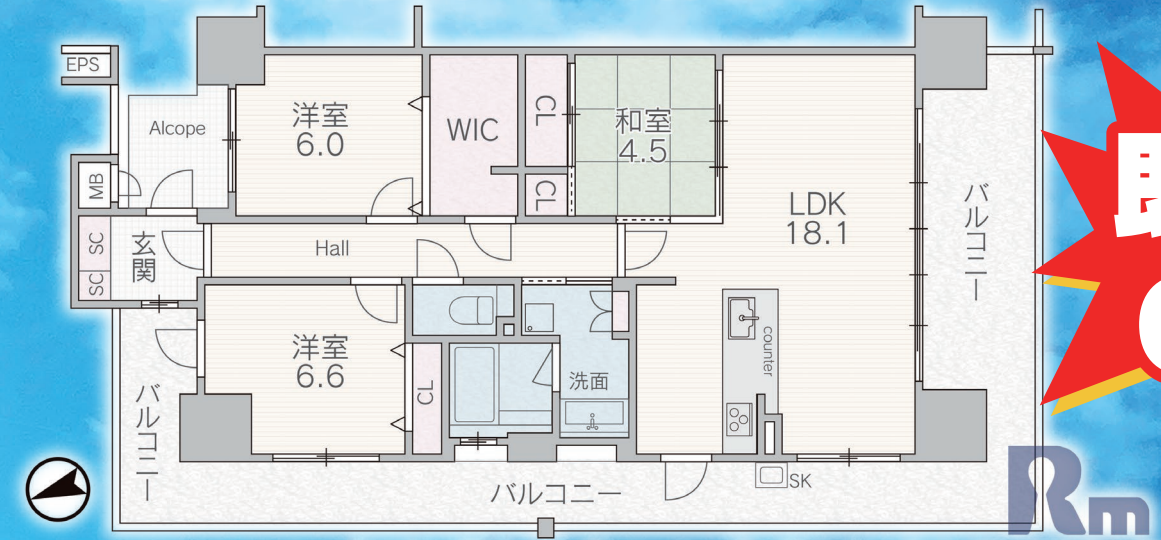 EPS
Alcope
MB
SC
SC
玄関
洋室
6.0
WIC
CL
CL
和室
4.5
LDK
18.1
バルコニー
Hall
洋室
6.6
CL
洗面
counter
バルコニー
バルコニー
SK
Rm